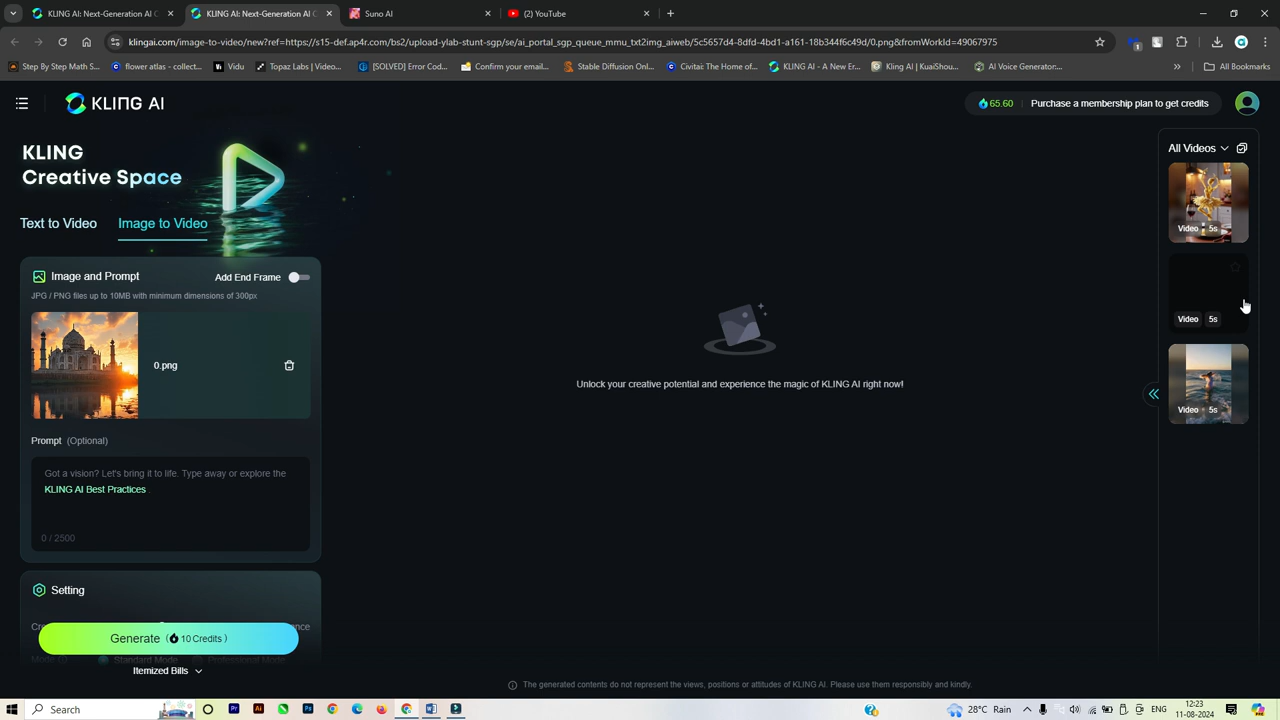 KLING AI: Next-Generation AI C
KLING AI: Next-Generation AI C
Suno AI
(2) YouTube
klingai.com/image-to-video/new?ref=https://s15-def.ap4r.com/bs2/upload-ylab-stunt-sgp/se/ai_portal_sgp_queue_mmu_txt2img_aiweb/5c5657d4-8dfd-4bd1-a161-18b344f6c49d/0.png&fromWorkId=49067975
Step By Step Math S...
flower atlas - collect...
Vidu
Topaz Labs | Video...
[SOLVED] Error Cod...
Confirm your email...
Stable Diffusion Onl...
Civitai: The Home of...
KLING AI - A New Er...
Kling AI | KuaiShou...
AI Voice Generator:...
All Bookmarks
KLING AI
65.60
Purchase a membership plan to get credits
KLING
Creative Space
Text to Video
Image to Video
All Videos
Image and Prompt
Add End Frame
JPG / PNG files up to 10MB with minimum dimensions of 300px
0.png
Video 5s
Video 5s
Video 5s
Unlock your creative potential and experience the magic of KLING AI right now!
Prompt (Optional)
Got a vision? Let's bring it to life. Type away or explore the
KLING AI Best Practices
0 / 2500
Setting
Generate ( 10 Credits )
Mode Standard Mode Professional Mode
Itemized Bills
The generated contents do not represent the views, positions or attitudes of KLING AI. Please use them responsibly and kindly.
Search
28°C Rain
ENG
12:23
11-08-2024